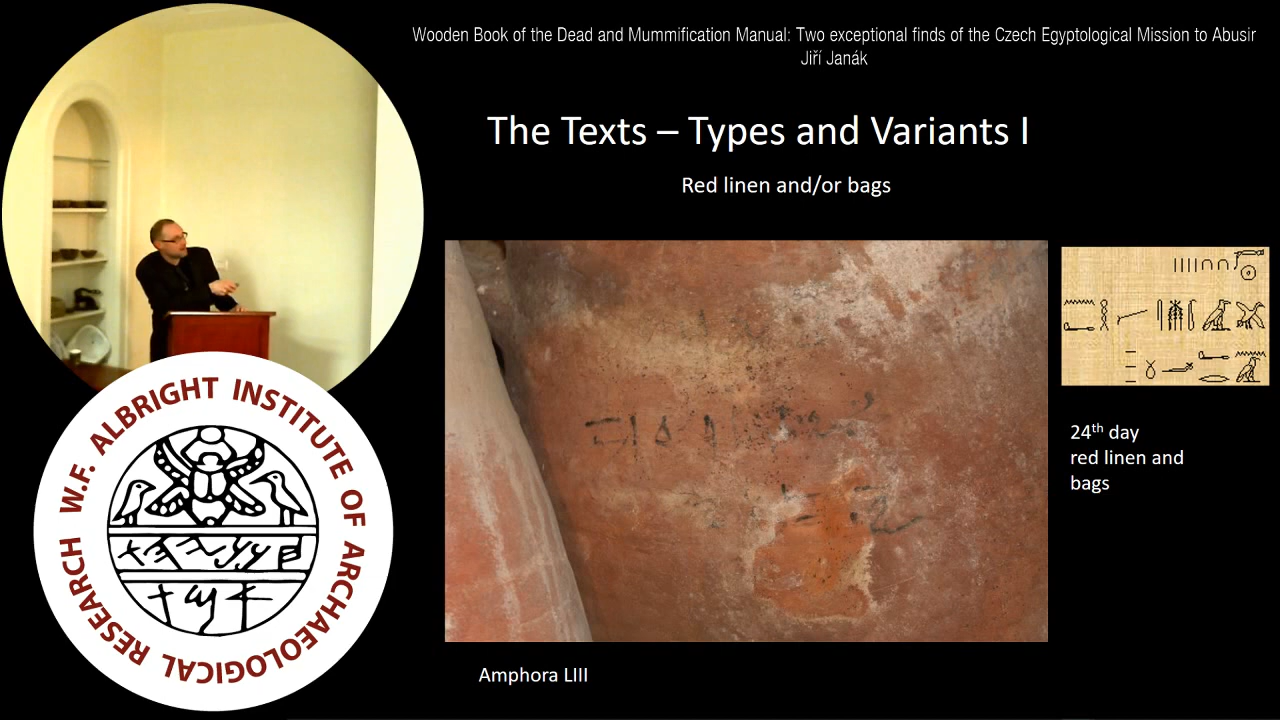 Wooden Book of the Dead and Mummification Manual: Two exceptional finds of the Czech Egyptological Mission to Abusir
Jiří Janák
The Texts – Types and Variants I
Red linen and/or bags
24th day
red linen and
bags
Amphora LIII
W.F. ALBRIGHT INSTITUTE OF ARCHAEOLOGICAL RESEARCH